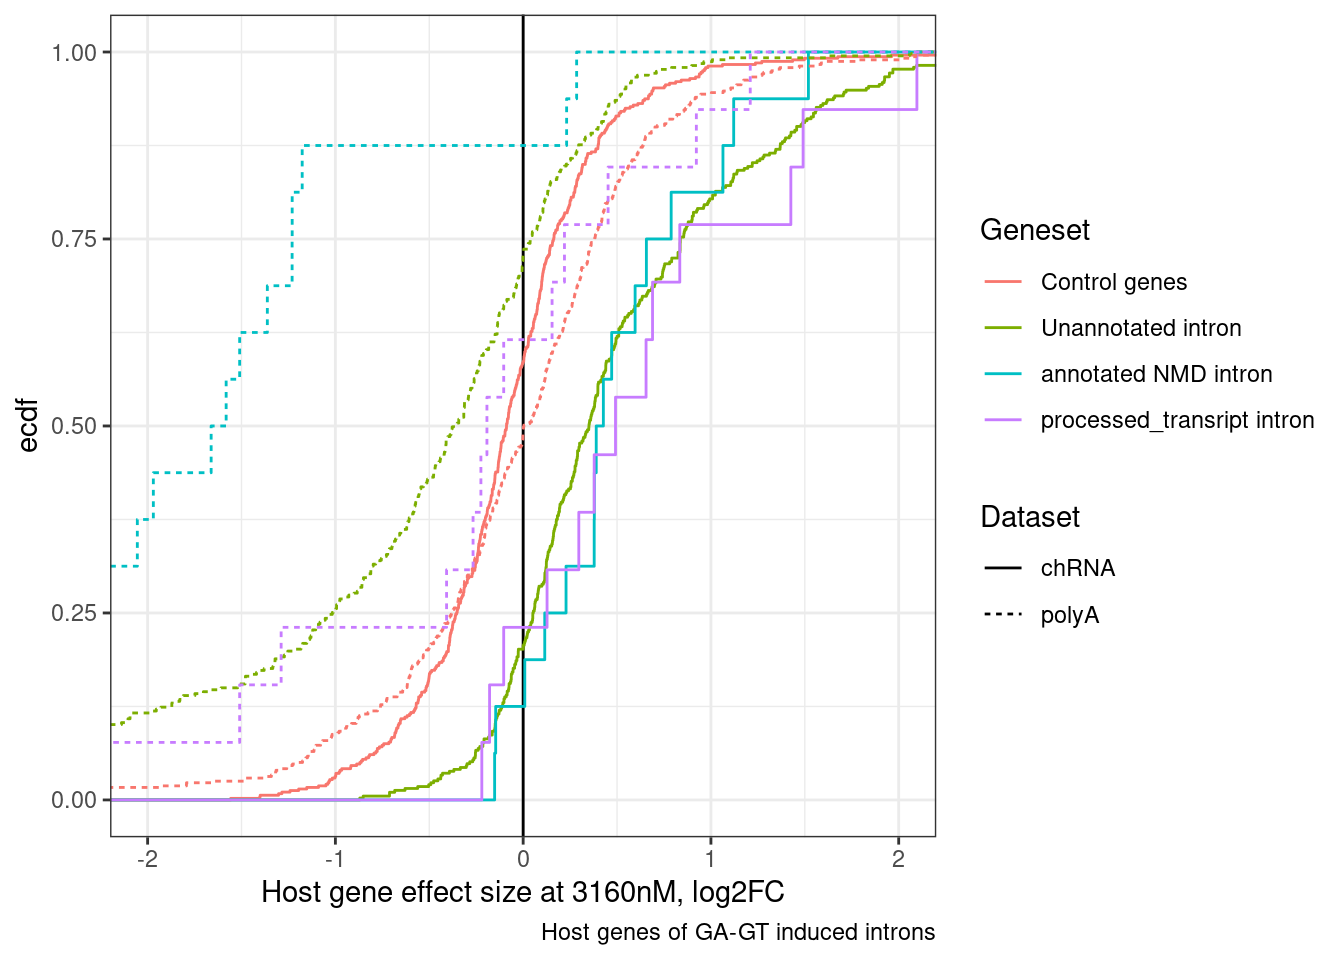 1.00
0.75
0.50
0.25
0.00
ecdf
-2 -1 0 1 2
Host gene effect size at 3160nM, log2FC
Host genes of GA-GT induced introns
Geneset
Control genes
Unannotated intron
annotated NMD intron
processed_transript intron
Dataset
chRNA
polyA